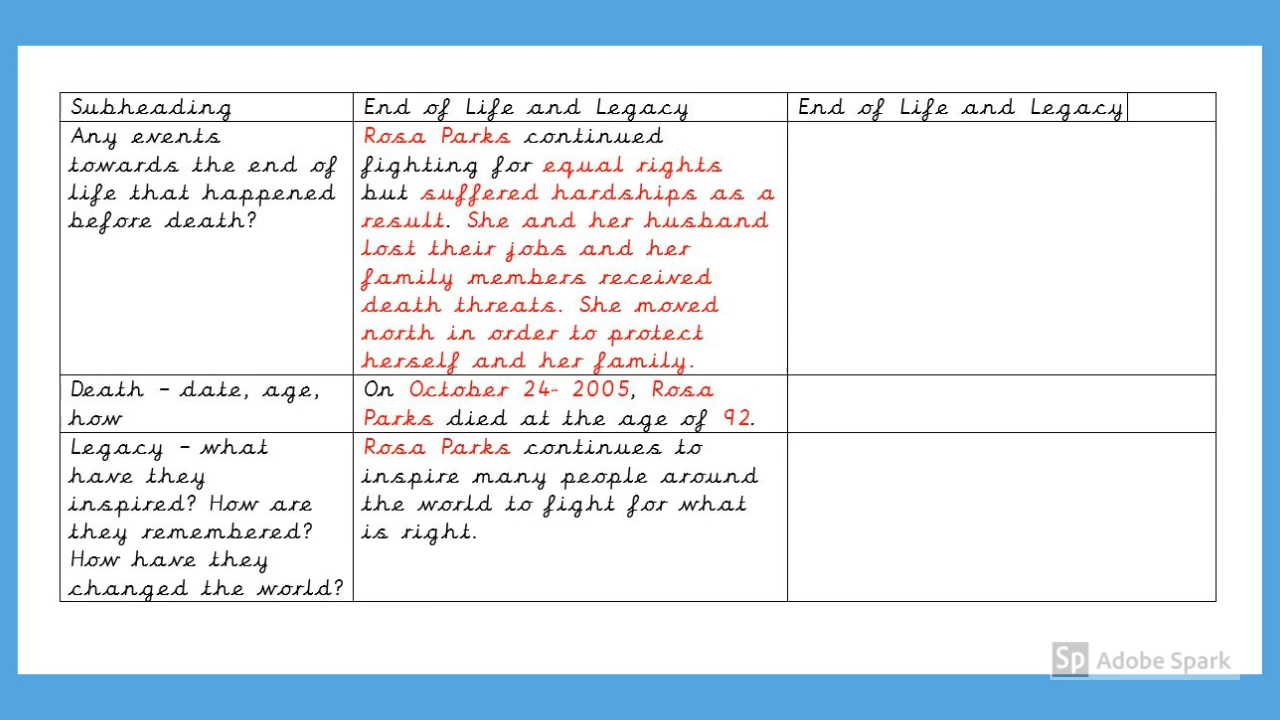 Subheading
End of Life and Legacy
End of Life and Legacy
Any events
towards the end of
life that happened
before death?
Rosa Parks continued
fighting for equal rights
but suffered hardships as a
result. She and her husband
lost their jobs and her
family members received
death threats. She moved
north in order to protect
herself and her family.
Death - date, age,
how
On October 24- 2005, Rosa
Parks died at the age of 92.
Legacy - what
have they
inspired? How are
they remembered?
How have they
changed the world?
Rosa Parks continues to
inspire many people around
the world to fight for what
is right.
Sp Adobe Spark